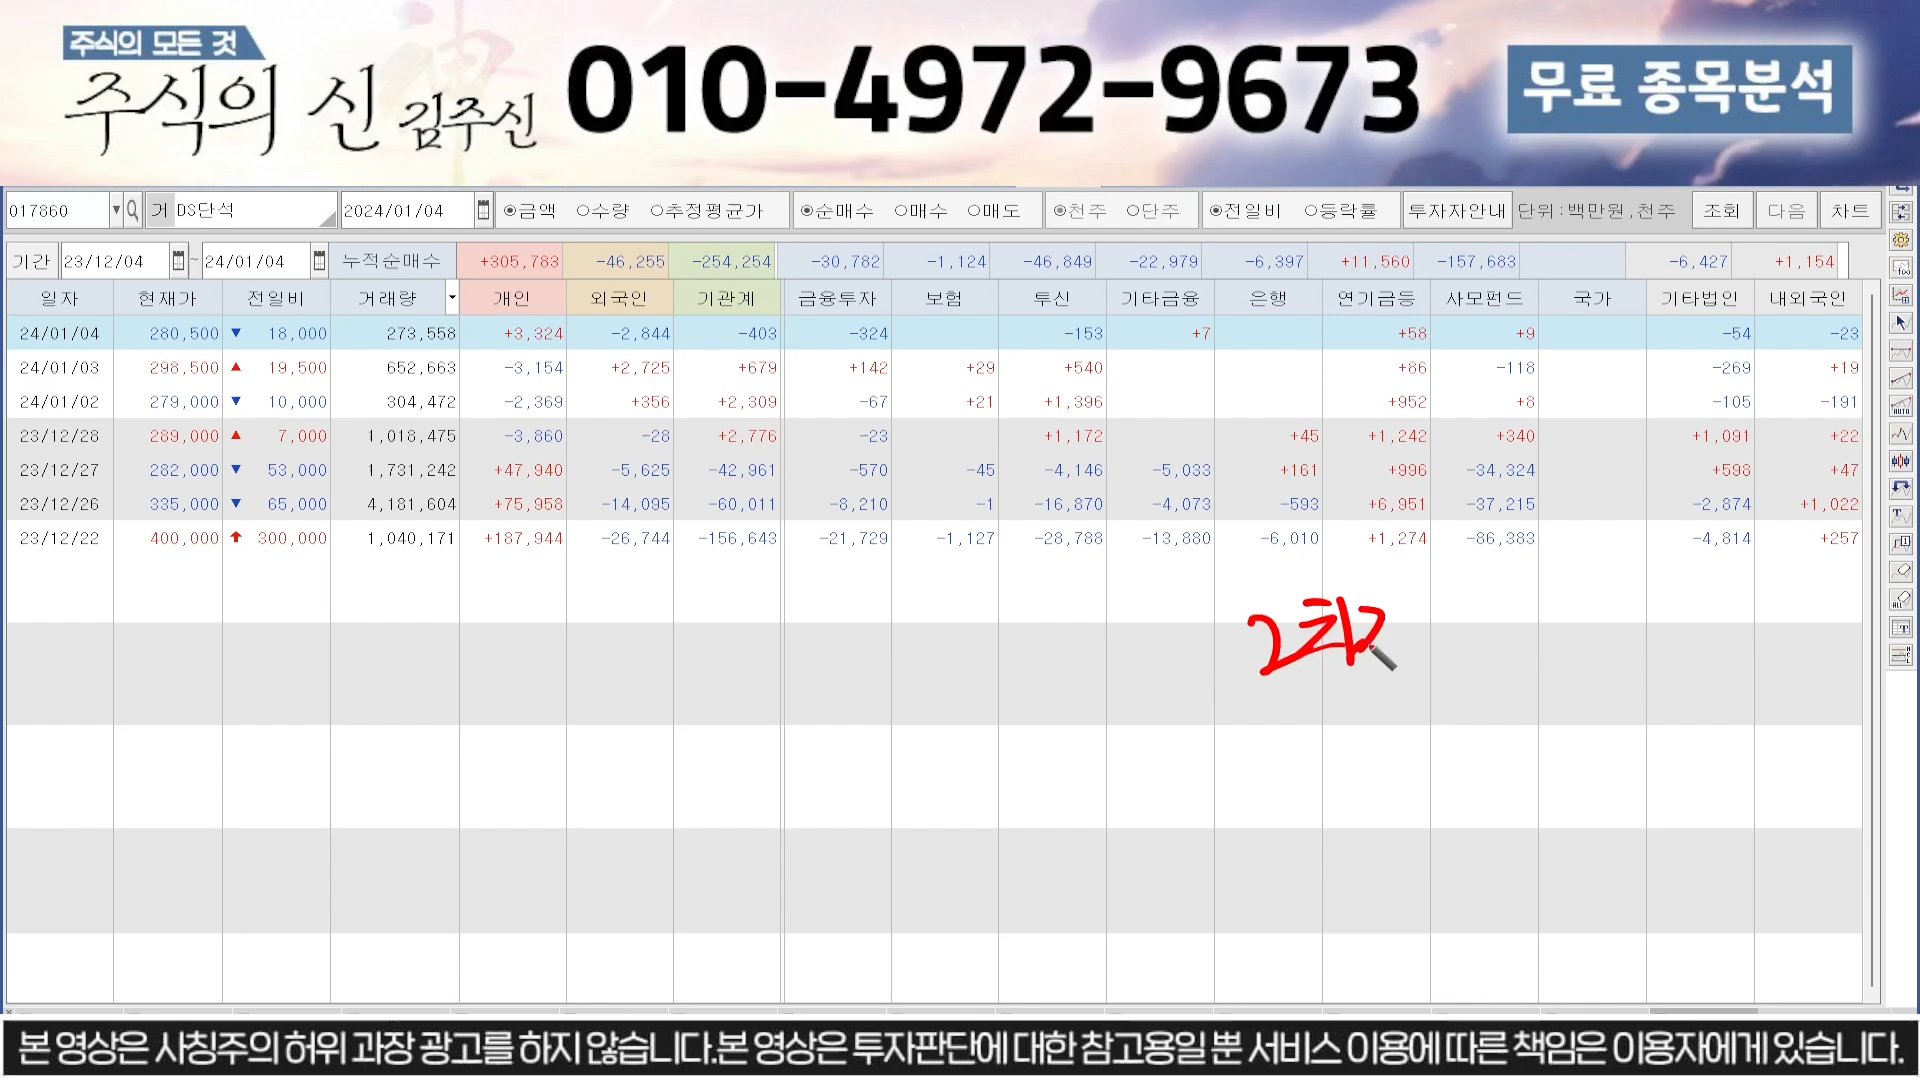 주식의 모든 것
주식의 신 김주신 010-4972-9673 무료 종목분석
017860 거 DS단석 2024/01/04 금액 수량 추정평균가 순매수 매수 매도 천주 단주 전일비 등락률 투자자안내 단위:백만원,천주 조회 다음 차트
기간 23/12/04 ~ 24/01/04 누적순매수 +305,783 -46,255 -254,254 -30,782 -1,124 -46,849 -22,979 -6,397 +11,560 -157,683 -6,427 +1,154
일자 현재가 전일비 거래량 개인 외국인 기관계 금융투자 보험 투신 기타금융 은행 연기금등 사모펀드 국가 기타법인 내외국인
24/01/04 280,500 ▼ 18,000 273,558 +3,324 -2,844 -403 -324 -153 +7 +58 +9 -54 -23
24/01/03 298,500 ▲ 19,500 652,663 -3,154 +2,725 +679 +142 +29 +540 +86 -118 -269 +19
24/01/02 279,000 ▼ 10,000 304,472 -2,369 +356 +2,309 -67 +21 +1,396 +952 +8 -105 -191
23/12/28 289,000 ▲ 7,000 1,018,475 -3,860 -28 +2,776 -23 +1,172 +45 +1,242 +340 +1,091 +22
23/12/27 282,000 ▼ 53,000 1,731,242 +47,940 -5,625 -42,961 -570 -45 -4,146 -5,033 +161 +996 -34,324 +598 +47
23/12/26 335,000 ▼ 65,000 4,181,604 +75,958 -14,095 -60,011 -8,210 -1 -16,870 -4,073 -593 +6,951 -37,215 -2,874 +1,022
23/12/22 400,000 ↑ 300,000 1,040,171 +187,944 -26,744 -156,643 -21,729 -1,127 -28,788 -13,880 -6,010 +1,274 -86,383 -4,814 +257
본 영상은 사칭주의 허위 과장 광고를 하지 않습니다.본 영상은 투자판단에 대한 참고용일 뿐 서비스 이용에 따른 책임은 이용자에게 있습니다.